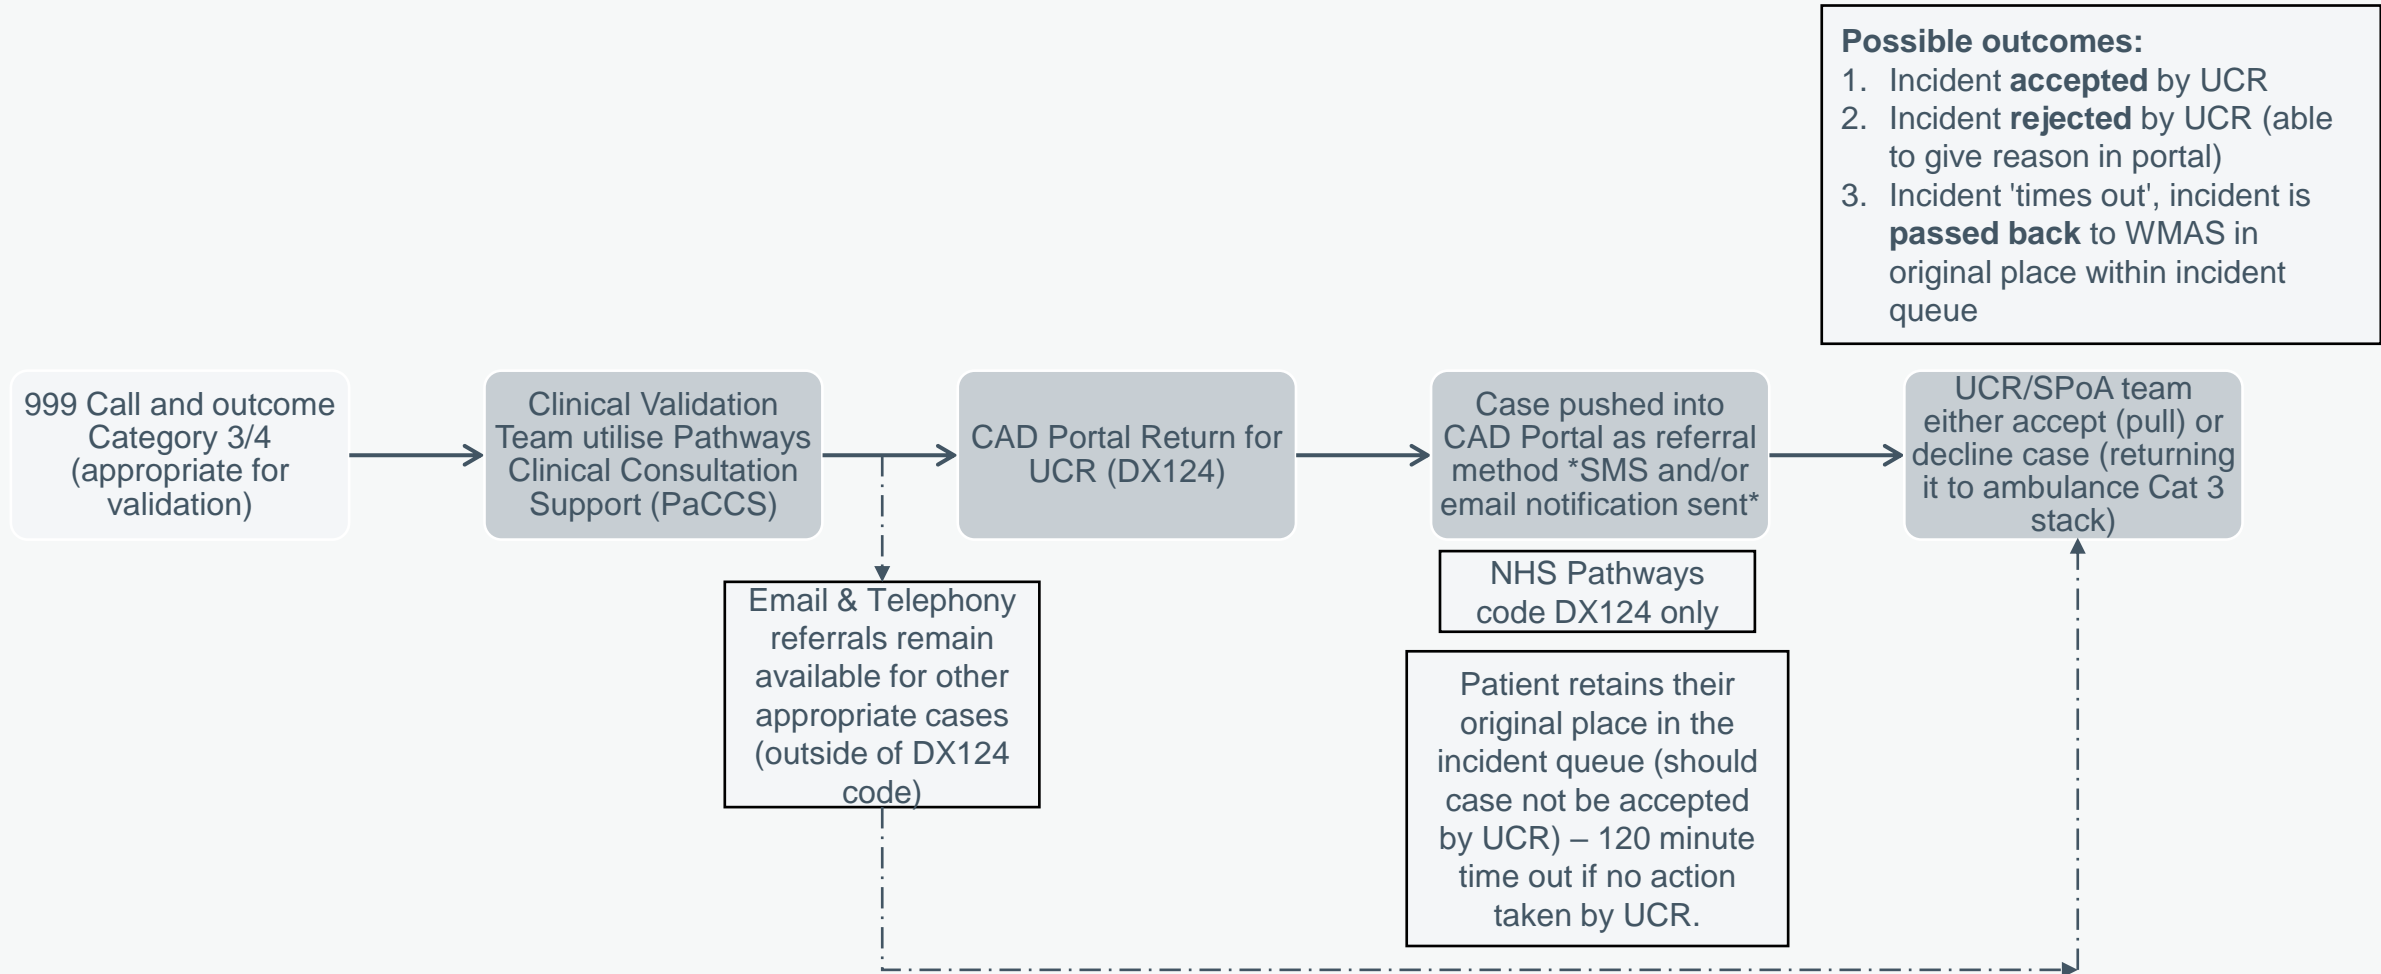 Possible outcomes:
1. Incident accepted by UCR
2. Incident rejected by UCR (able
to give reason in portal)
3. Incident 'times out', incident is
passed back to WMAS in
original place within incident
queue
999 Call and outcome
Category 3/4
(appropriate for
validation)
Clinical Validation
Team utilise Pathways
Clinical Consultation
Support (PaCCS)
CAD Portal Return for
UCR (DX124)
Case pushed into
CAD Portal as referral
method *SMS and/or
email notification sent*
UCR/SPoA team
either accept (pull) or
decline case (returning
it to ambulance Cat 3
stack)
Email & Telephony
referrals remain
available for other
appropriate cases
(outside of DX124
code)
NHS Pathways
code DX124 only
Patient retains their
original place in the
incident queue (should
case not be accepted
by UCR) – 120 minute
time out if no action
taken by UCR.